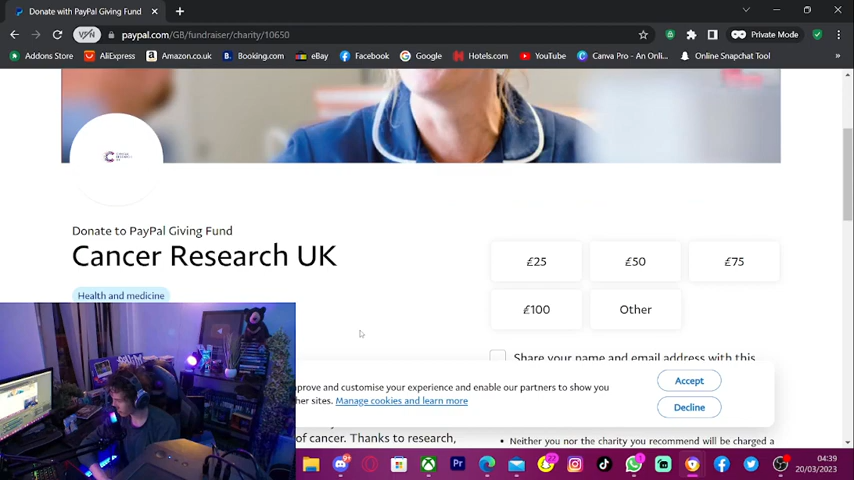 Donate with PayPal Giving Fund
VPN
paypal.com/GB/fundraiser/charity/10650
Private Mode
Addons Store
AliExpress
Amazon.co.uk
Booking.com
eBay
Facebook
Google
Hotels.com
YouTube
Canva Pro - An Onli...
Online Snapchat Tool
»
CANCER RESEARCH UK
Donate to PayPal Giving Fund
Cancer Research UK
Health and medicine
£25
£50
£75
£100
Other
Share your name and email address with this
improve and customise your experience and enable our partners to show you
her sites. Manage cookies and learn more
Accept
Decline
of cancer. Thanks to research,
Neither you nor the charity you recommend will be charged a
04:39
20/03/2023